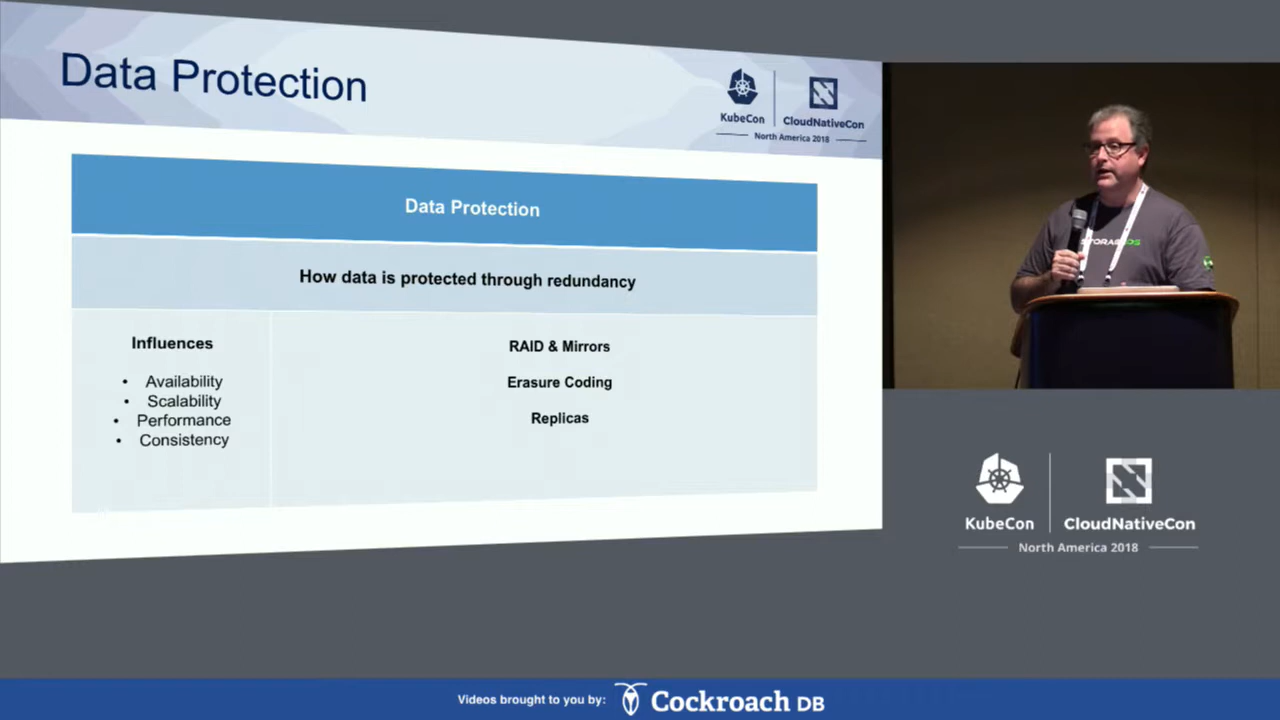 Data Protection
KubeCon
CloudNativeCon
North America 2018
Data Protection
How data is protected through redundancy
Influences
• Availability
• Scalability
• Performance
• Consistency
RAID & Mirrors
Erasure Coding
Replicas
STORAGEOS
KubeCon
CloudNativeCon
North America 2018
Videos brought to you by:
Cockroach DB